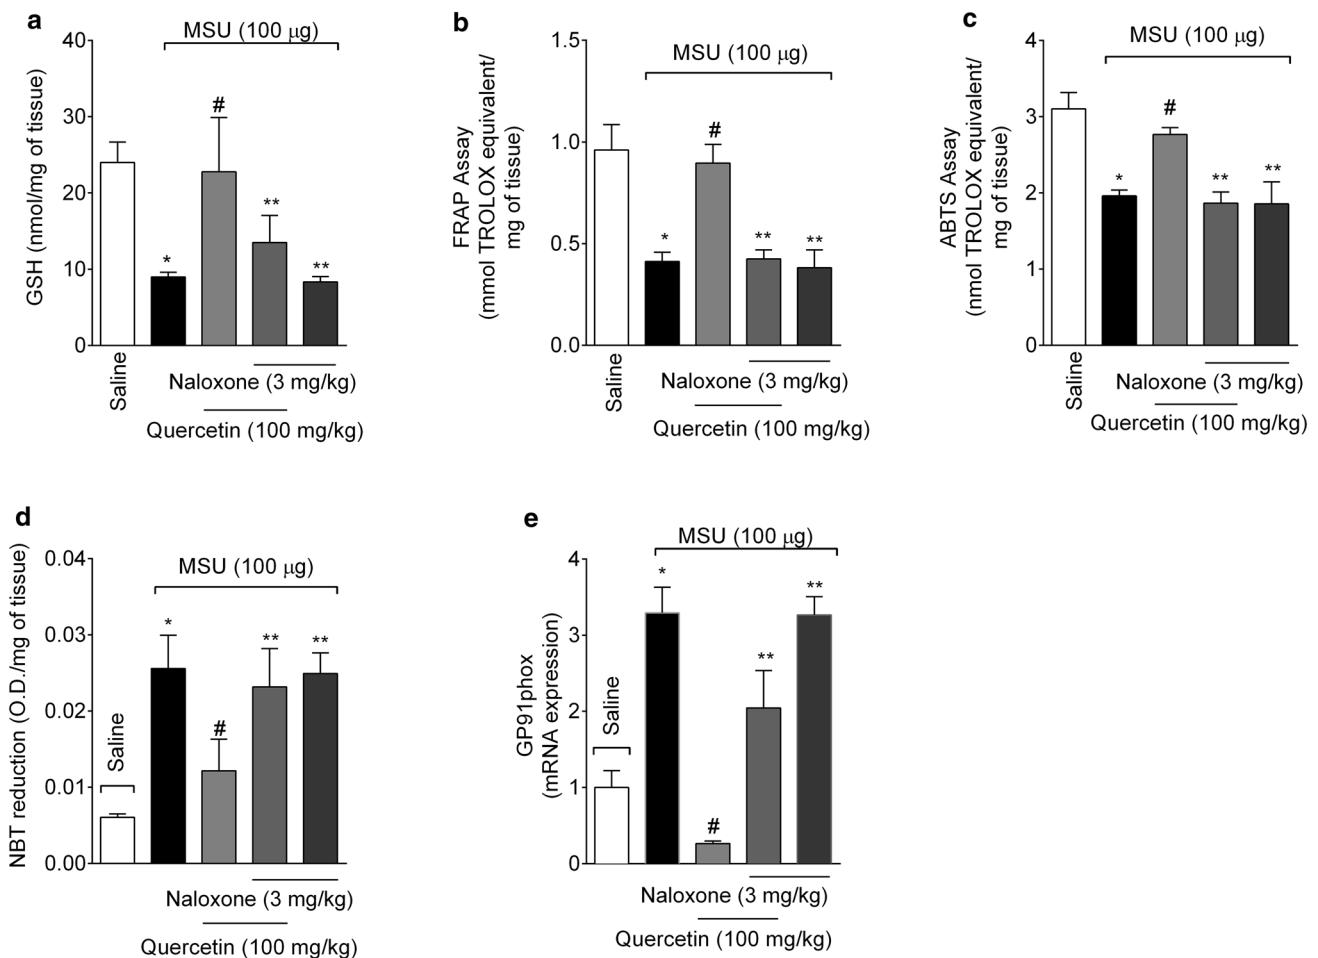 a
MSU (100 μg)
GSH (nmol/mg of tissue)
40
30
20
10
0
*
#
**
**
Saline
Naloxone (3 mg/kg)
Quercetin (100 mg/kg)
b
MSU (100 μg)
FRAP Assay
(mmol TROLOX equivalent/
mg of tissue)
1.5
1.0
0.5
0.0
*
#
**
**
Saline
Naloxone (3 mg/kg)
Quercetin (100 mg/kg)
c
MSU (100 μg)
ABTS Assay
(nmol TROLOX equivalent/
mg of tissue)
4
3
2
1
0
*
#
**
**
Saline
Naloxone (3 mg/kg)
Quercetin (100 mg/kg)
d
MSU (100 μg)
NBT reduction (O.D./mg of tissue)
0.04
0.03
0.02
0.01
0.00
Saline
*
#
**
**
Naloxone (3 mg/kg)
Quercetin (100 mg/kg)
e
MSU (100 μg)
GP91phox
(mRNA expression)
4
3
2
1
0
Saline
*
#
**
**
Naloxone (3 mg/kg)
Quercetin (100 mg/kg)